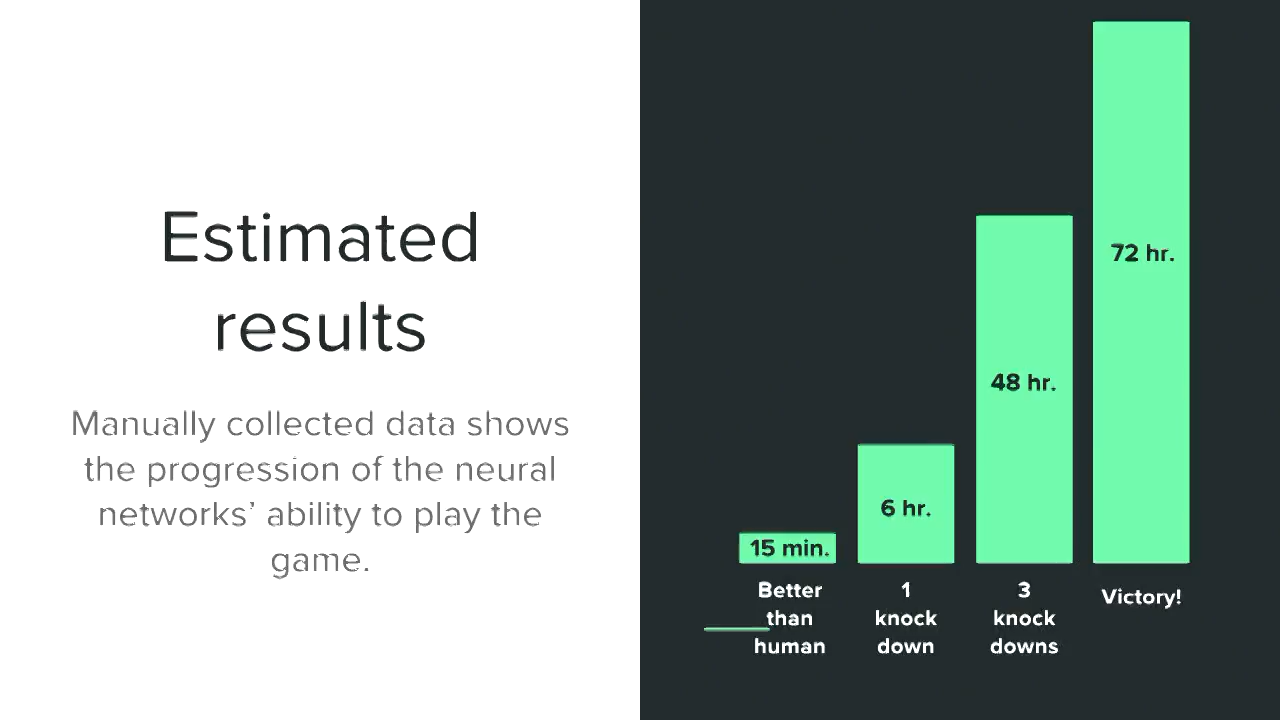 Estimated
results
Manually collected data shows
the progression of the neural
networks’ ability to play the
game.
72 hr.
48 hr.
6 hr.
15 min.
Better
than
human
1
knock
down
3
knock
downs
Victory!